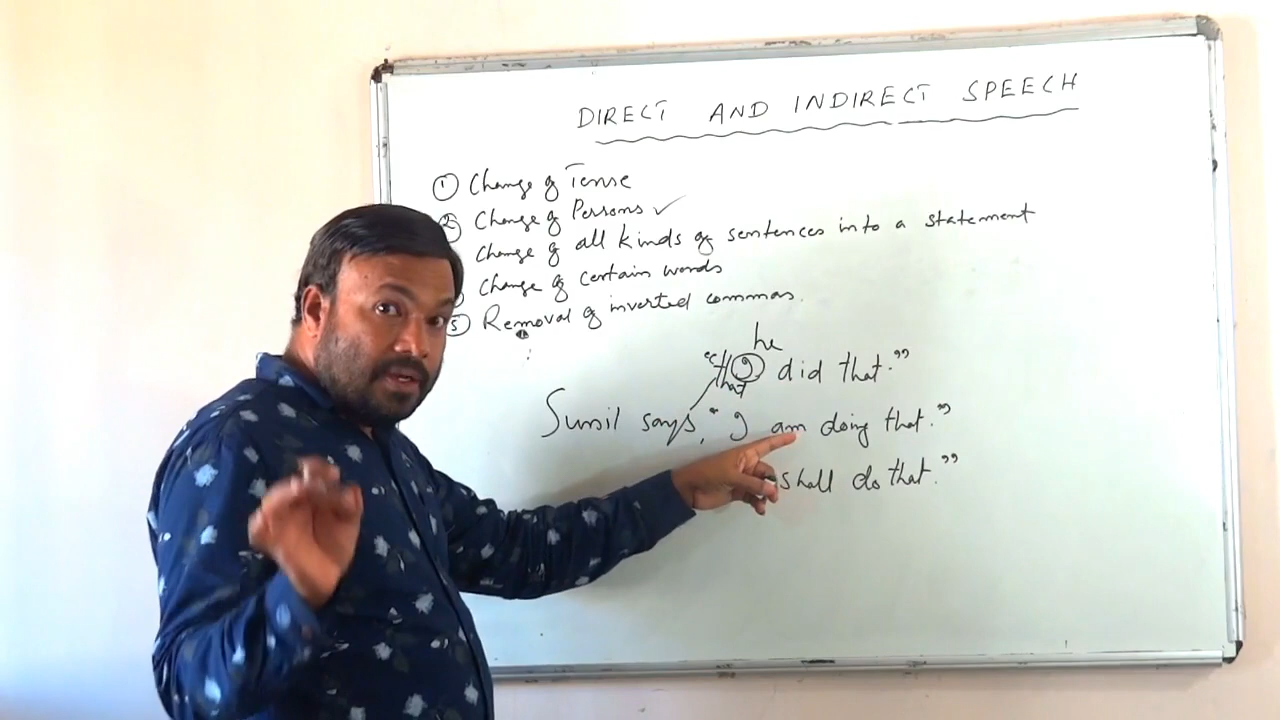 DIRECT AND INDIRECT SPEECH
① Change of Tense
② Change of Persons ✓
Change of all kinds of sentences into a statement
Change of certain words
⑤ Removal of inverted commas.
he
"I did that."
that
Sunil says, "I am doing that."
shall do that."